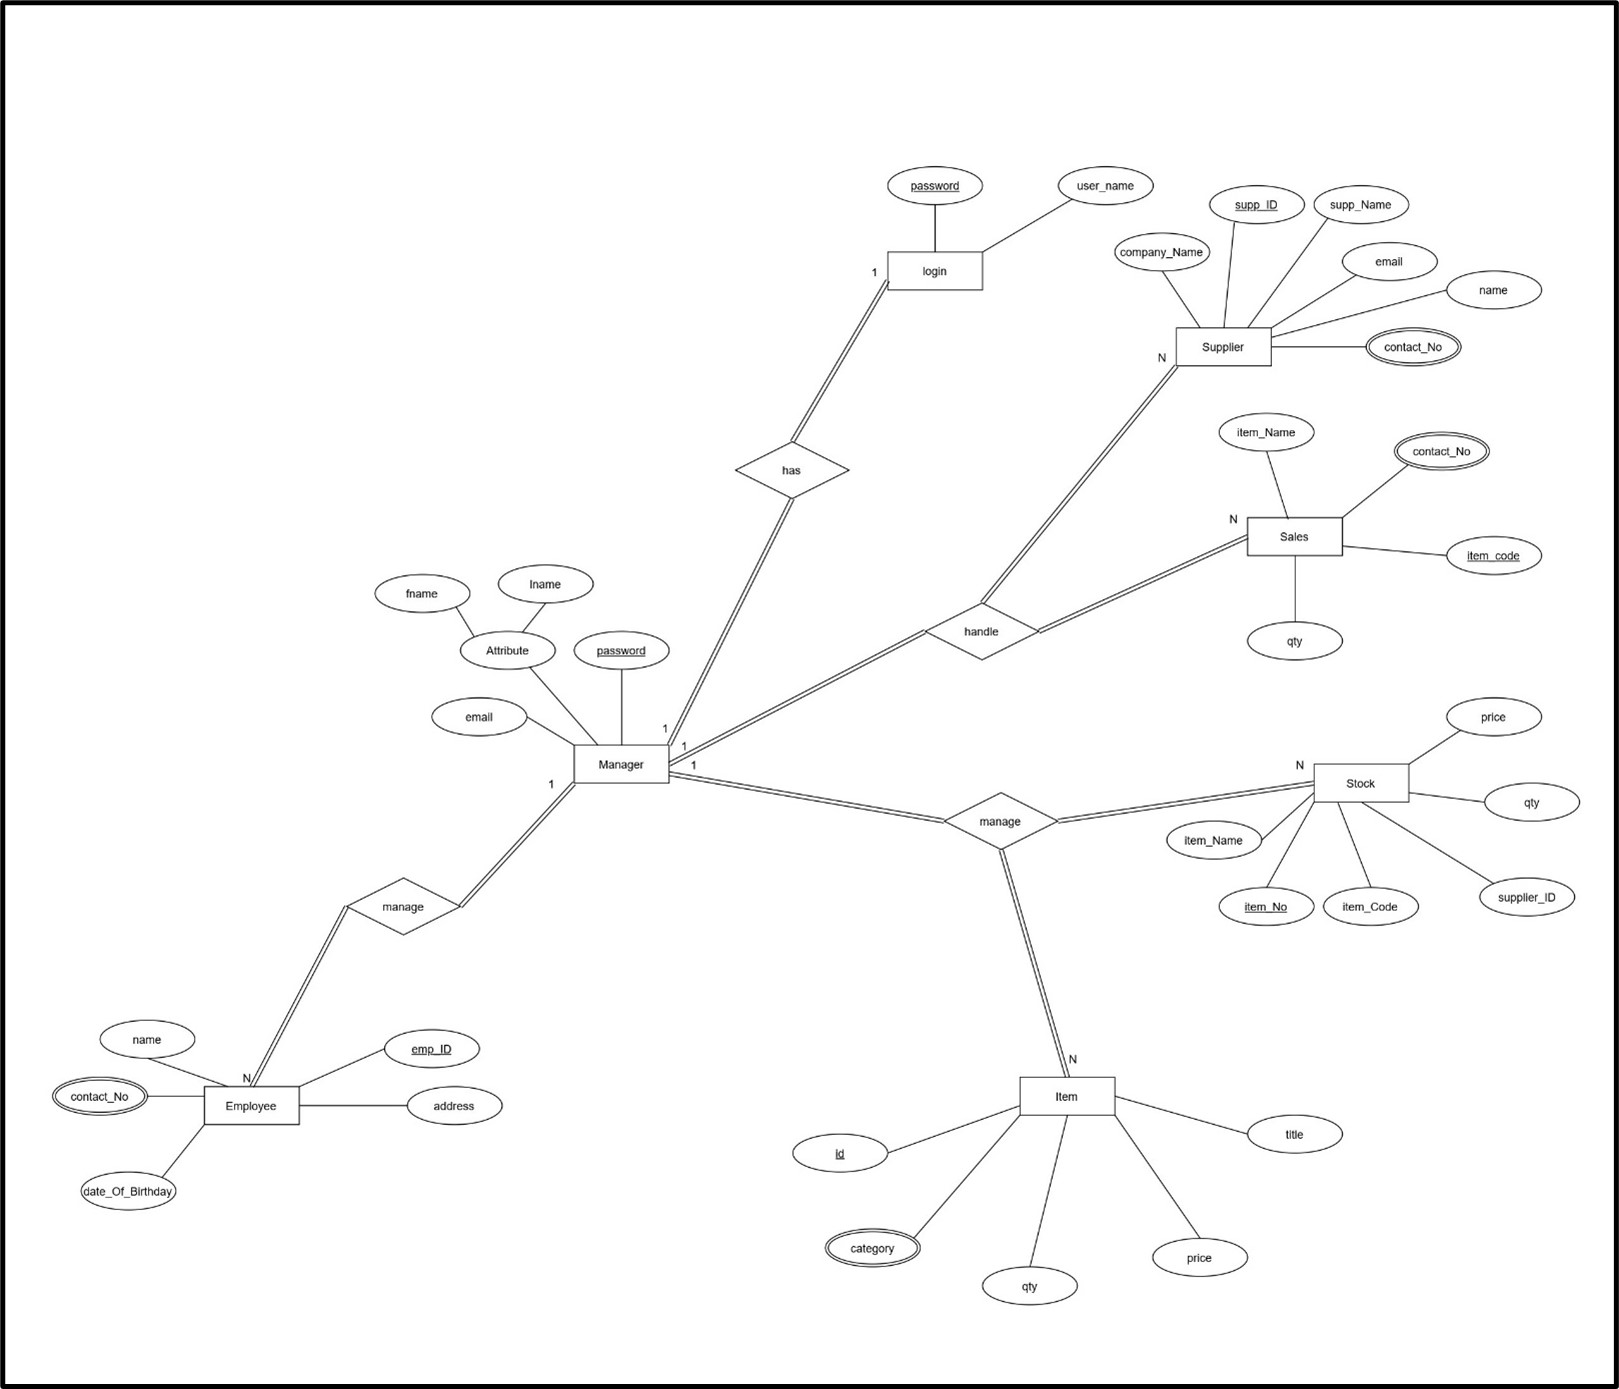 password
user_name
supp_ID
supp_Name
company_Name
email
login
1
name
Supplier
contact_No
N
item_Name
contact_No
has
N
Sales
item_code
fname
lname
handle
qty
Attribute
password
email
price
1
1
Manager
1
N
Stock
1
qty
manage
item_Name
manage
item_No
item_Code
supplier_ID
name
emp_ID
N
N
contact_No
Employee
address
Item
title
id
date_Of_Birthday
category
price
qty